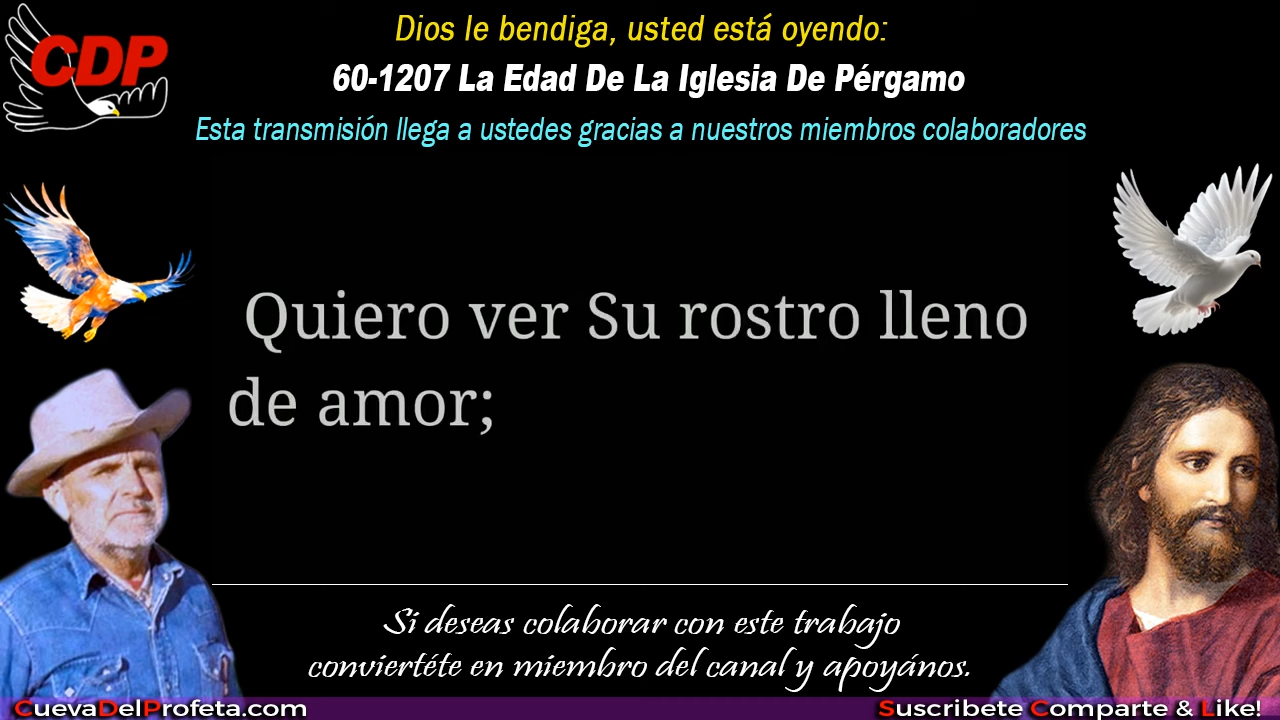 CDP
Dios le bendiga, usted está oyendo:
60-1207 La Edad De La Iglesia De Pérgamo
Esta transmisión llega a ustedes gracias a nuestros miembros colaboradores
Quiero ver Su rostro lleno
de amor;
Si deseas colaborar con este trabajo
conviertéte en miembro del canal y apoyános.
CuevaDelProfeta.com
Suscribete Comparte & Like!